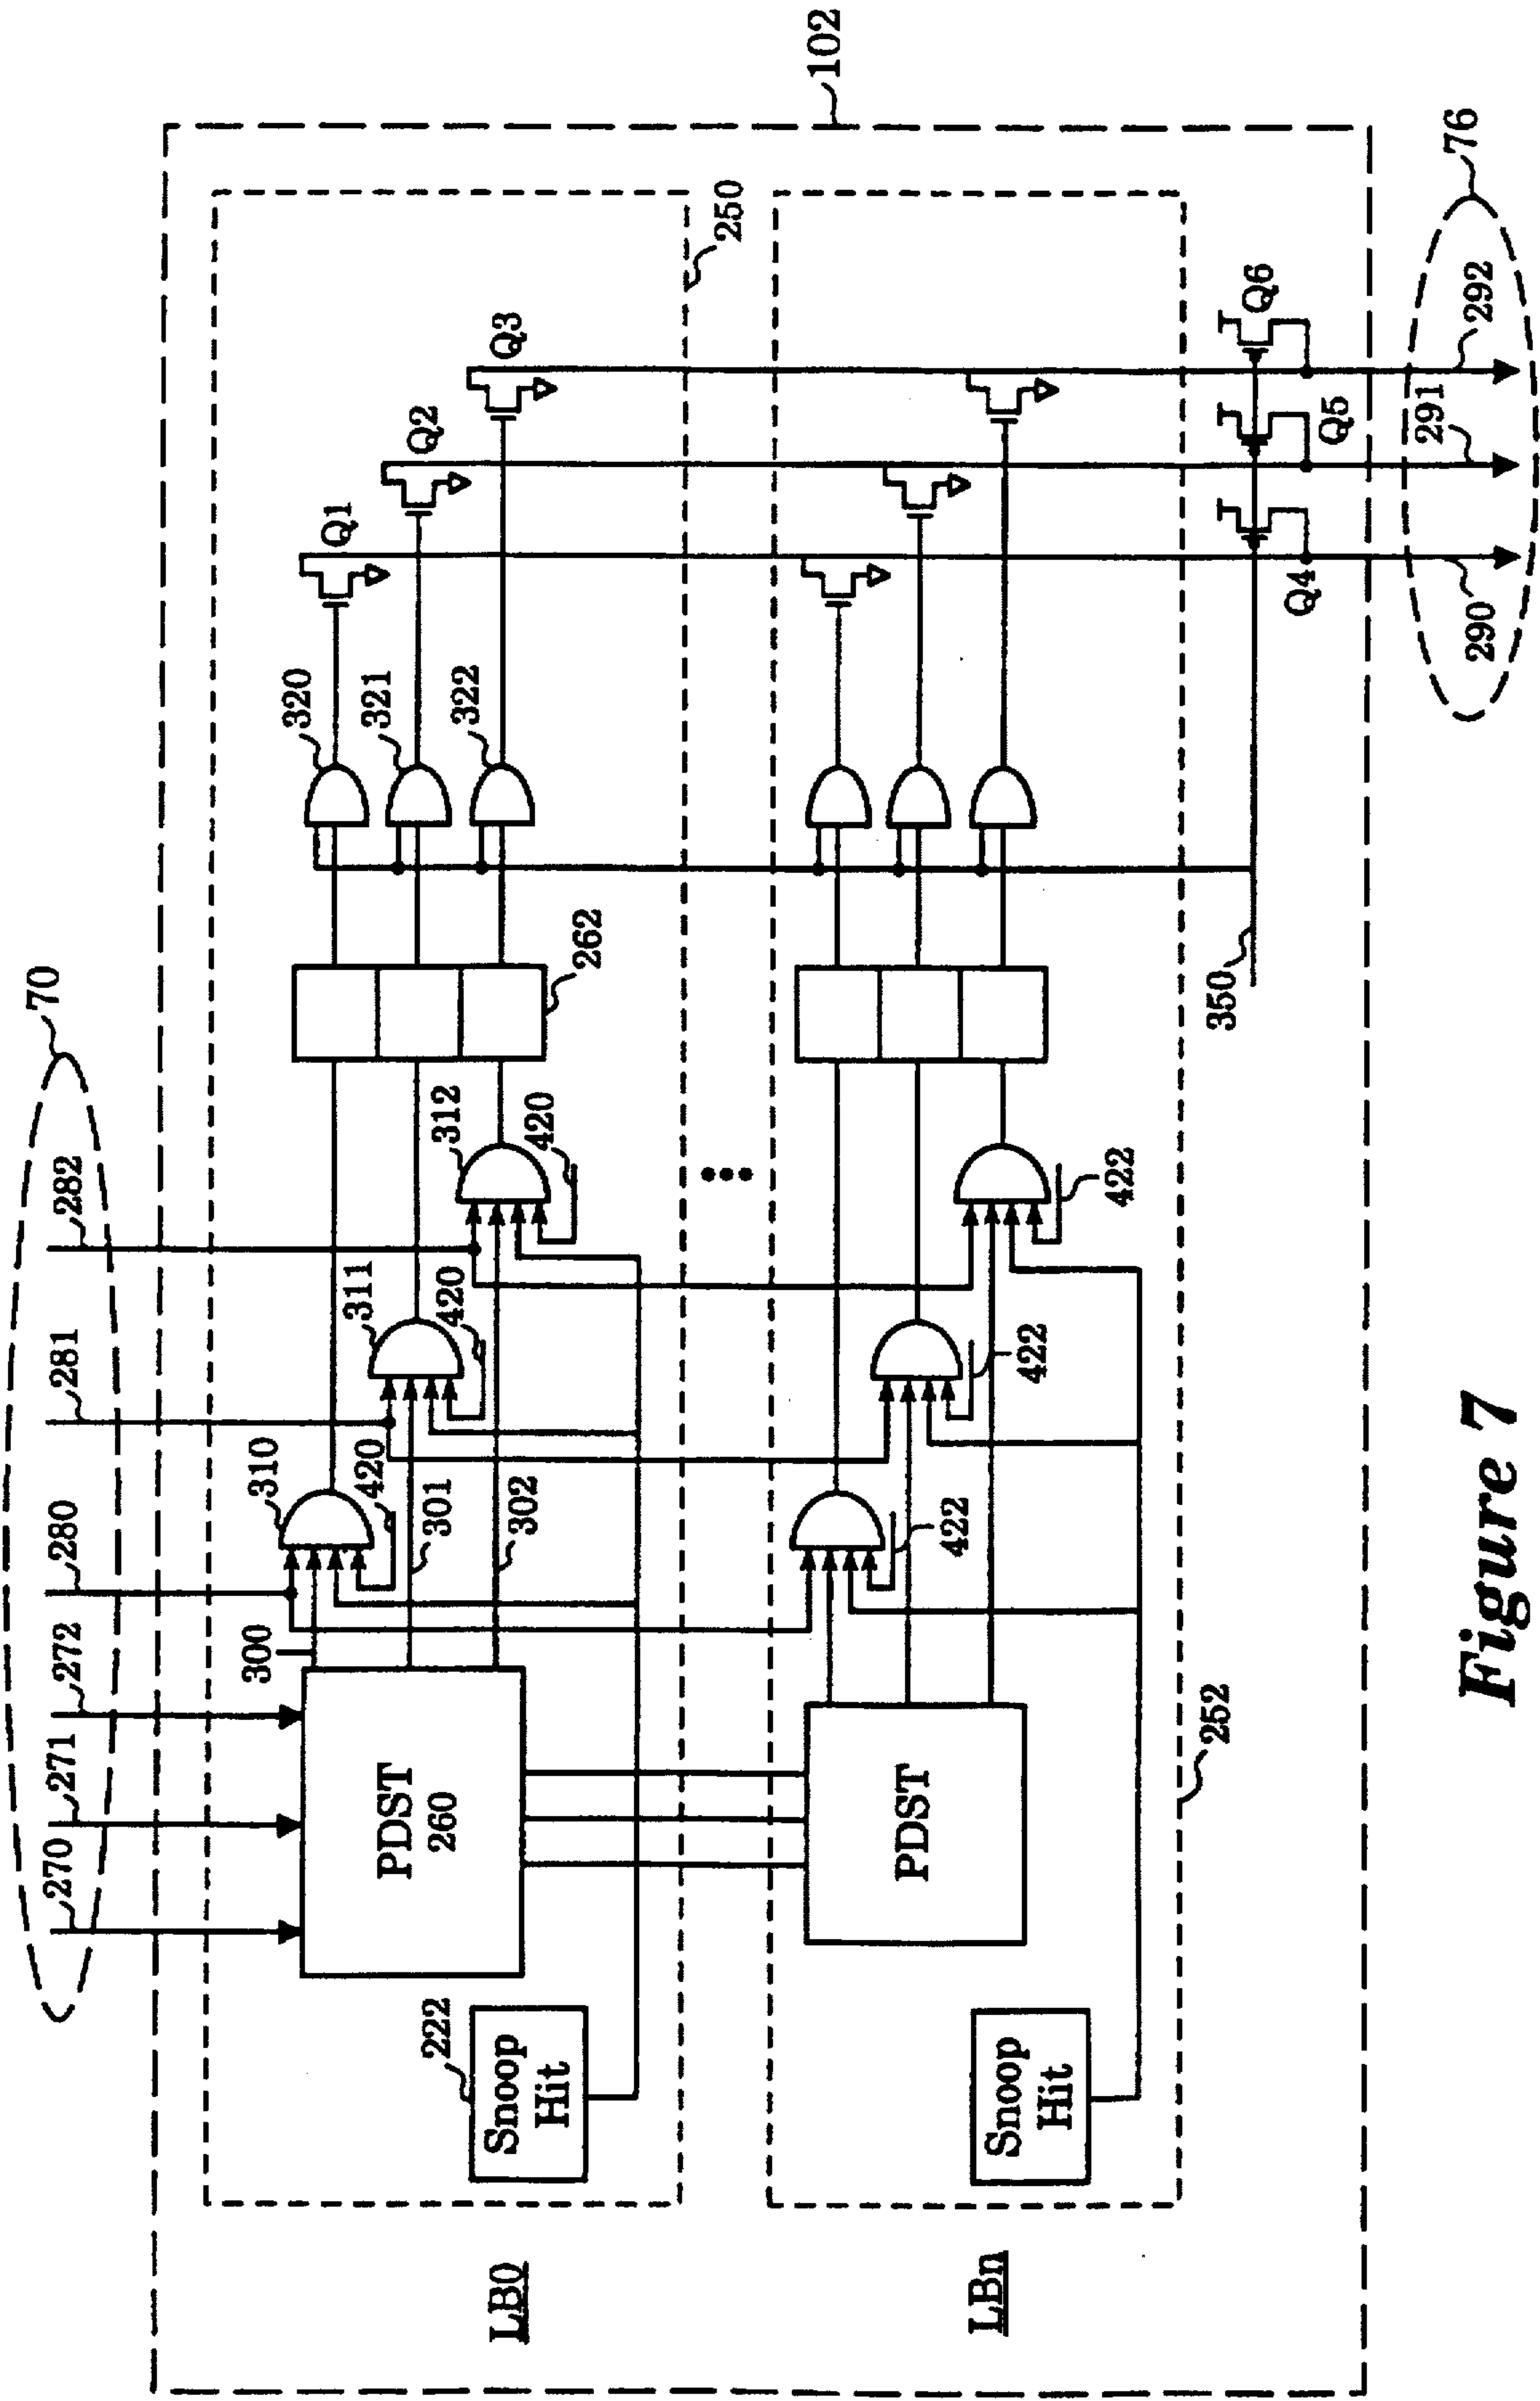 70
270
271
272
280
281
282
102
LB0
222
Snoop
Hit
PDST
260
300
301
302
310
420
311
420
312
420
262
320
321
322
Q1
Q2
Q3
250
LBn
Snoop
Hit
PDST
422
422
422
252
350
Q4
Q5
Q6
290
291
292
76
Figure 7